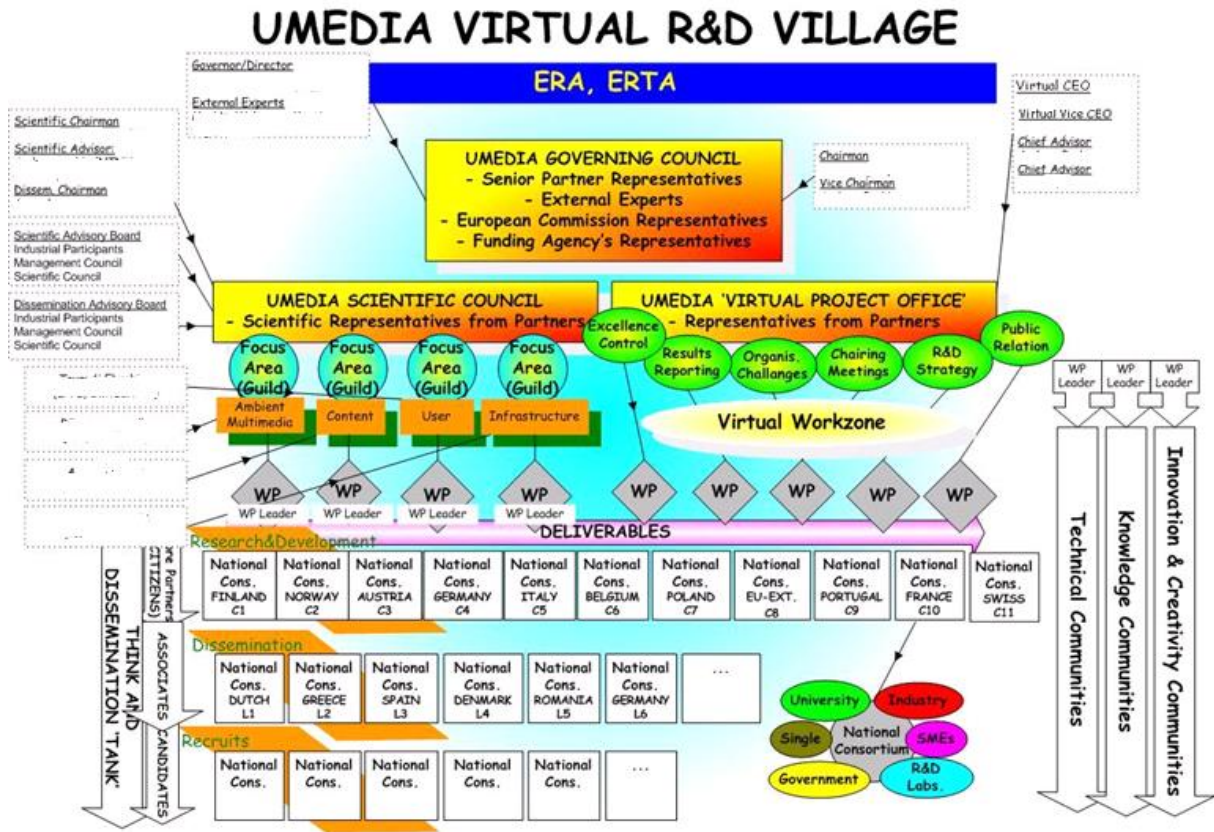 UMEDIA VIRTUAL R&D VILLAGE
Governor/Director
External Experts
ERA, ERTA
Virtual CEO
Virtual Vice CEO
Chief Advisor
Chief Advisor
Scientific Chairman
Scientific Advisor:
Dissem. Chairman
UMEDIA GOVERNING COUNCIL
- Senior Partner Representatives
- External Experts
- European Commission Representatives
- Funding Agency's Representatives
Chairman
Vice Chairman
Scientific Advisory Board
Industrial Participants
Management Council
Scientific Council
Dissemination Advisory Board
Industrial Participants
Management Council
Scientific Council
UMEDIA SCIENTIFIC COUNCIL
- Scientific Representatives from Partners
UMEDIA 'VIRTUAL PROJECT OFFICE'
- Representatives from Partners
Excellence
Control
Results
Reporting
Organis.
Challanges
Chairing
Meetings
R&D
Strategy
Public
Relation
Focus
Area
(Guild)
Focus
Area
(Guild)
Focus
Area
(Guild)
Focus
Area
(Guild)
Ambient
Multimedia
Content
User
Infrastructure
Virtual Workzone
WP
Leader
WP
Leader
WP
Leader
WP
WP
WP
WP
WP
WP
WP
WP
WP
WP Leader
WP Leader
WP Leader
WP Leader
DELIVERABLES
Research&Development
National
Cons.
FINLAND
C1
National
Cons.
NORWAY
C2
National
Cons.
AUSTRIA
C3
National
Cons.
GERMANY
C4
National
Cons.
ITALY
C5
National
Cons.
BELGIUM
C6
National
Cons.
POLAND
C7
National
Cons.
EU-EXT.
C8
National
Cons.
PORTUGAL
C9
National
Cons.
FRANCE
C10
National
Cons.
SWISS
C11
Dissemination
National
Cons.
DUTCH
L1
National
Cons.
GREECE
L2
National
Cons.
SPAIN
L3
National
Cons.
DENMARK
L4
National
Cons.
ROMANIA
L5
National
Cons.
GERMANY
L6
...
Recruits
National
Cons.
National
Cons.
National
Cons.
National
Cons.
National
Cons.
...
University
Industry
Single
National
Consortium
SMEs
Government
R&D
Labs.
THINK AND
DISSEMINATION 'TANK'
Partners
CITIZENS)
ASSOCIATES
CANDIDATES
Technical Communities
Knowledge Communities
Innovation & Creativity Communities